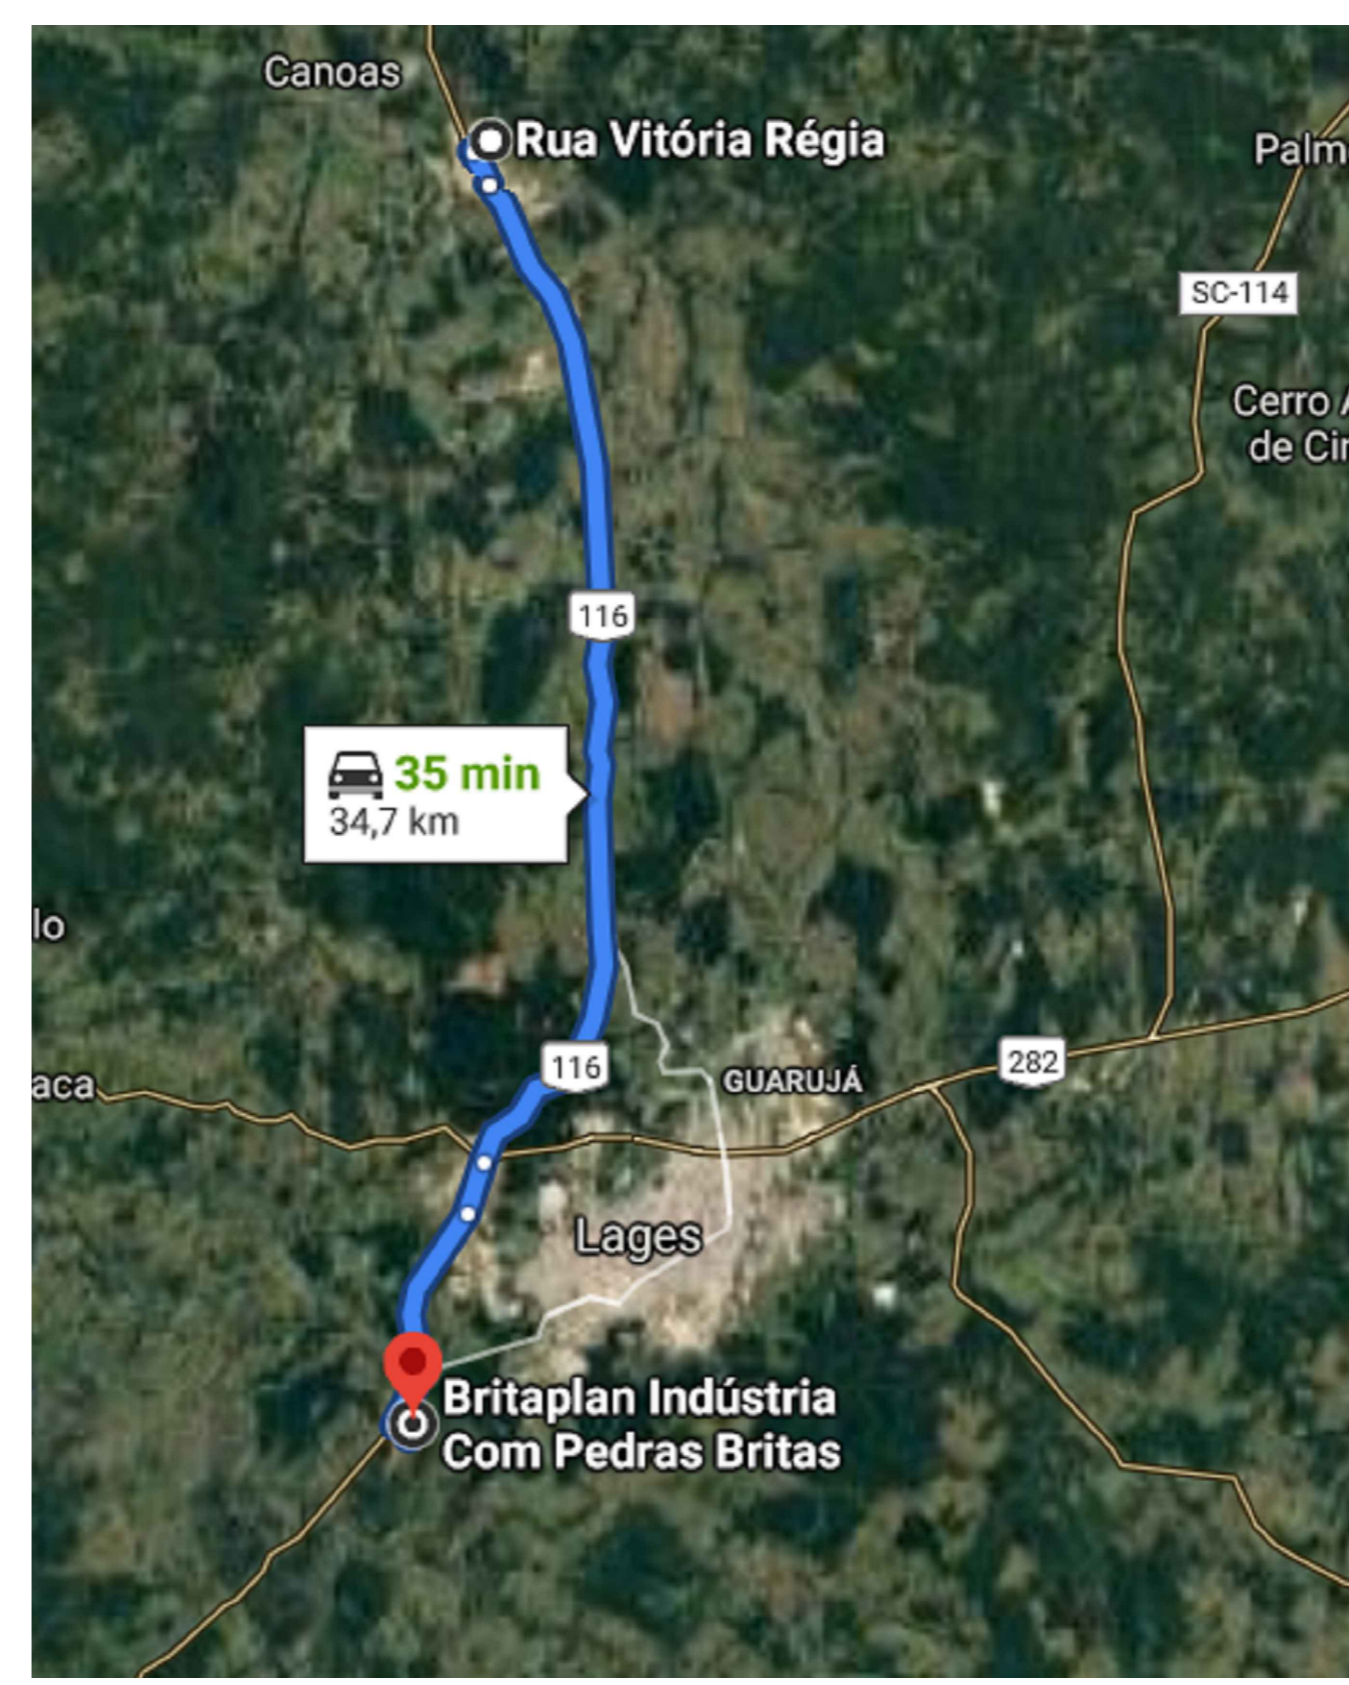 Canoas
Rua Vitória Régia
Palm
SC-114
Cerro A
de Cir
116
35 min
34,7 km
lo
116
GUARUJÁ
282
aca
Lages
Britaplan Indústria
Com Pedras Britas